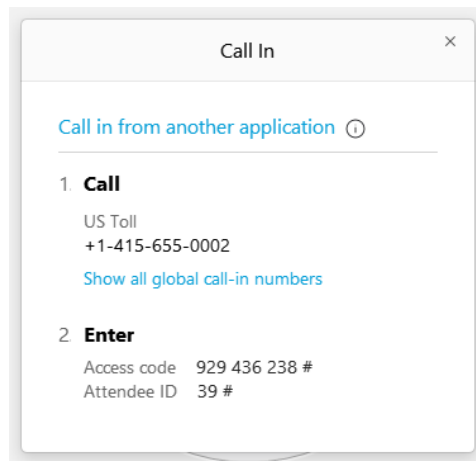 Call In
Call in from another application
1. Call
US Toll
+1-415-655-0002
Show all global call-in numbers
2. Enter
Access code 929 436 238 #
Attendee ID 39 #